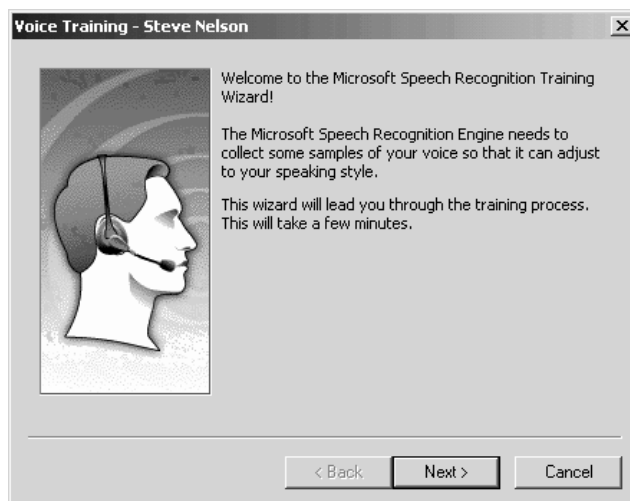 Voice Training - Steve Nelson
Welcome to the Microsoft Speech Recognition Training
Wizard!
The Microsoft Speech Recognition Engine needs to
collect some samples of your voice so that it can adjust
to your speaking style.
This wizard will lead you through the training process.
This will take a few minutes.
< Back
Next >
Cancel